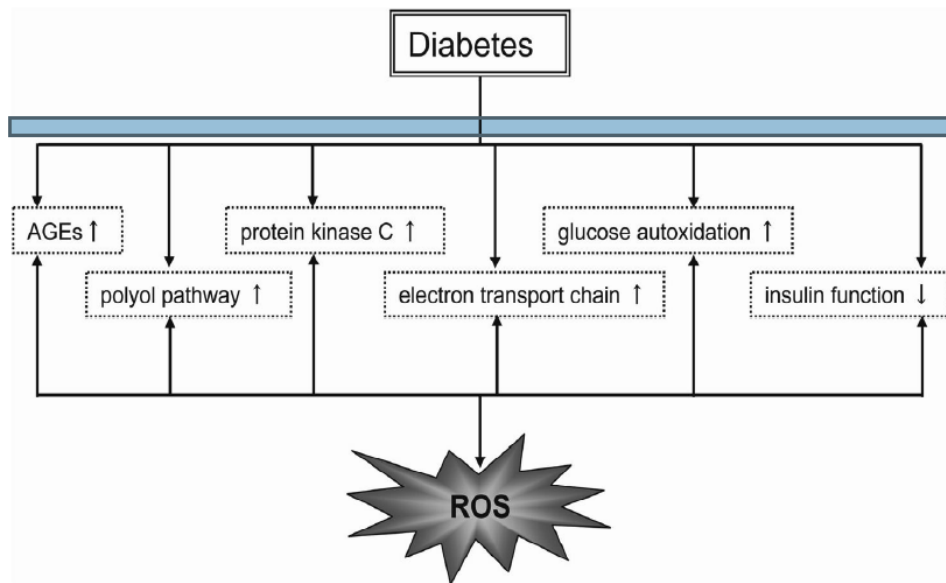 Diabetes
AGEs ↑
protein kinase C ↑
glucose autoxidation ↑
polyol pathway ↑
electron transport chain ↑
insulin function ↓
ROS